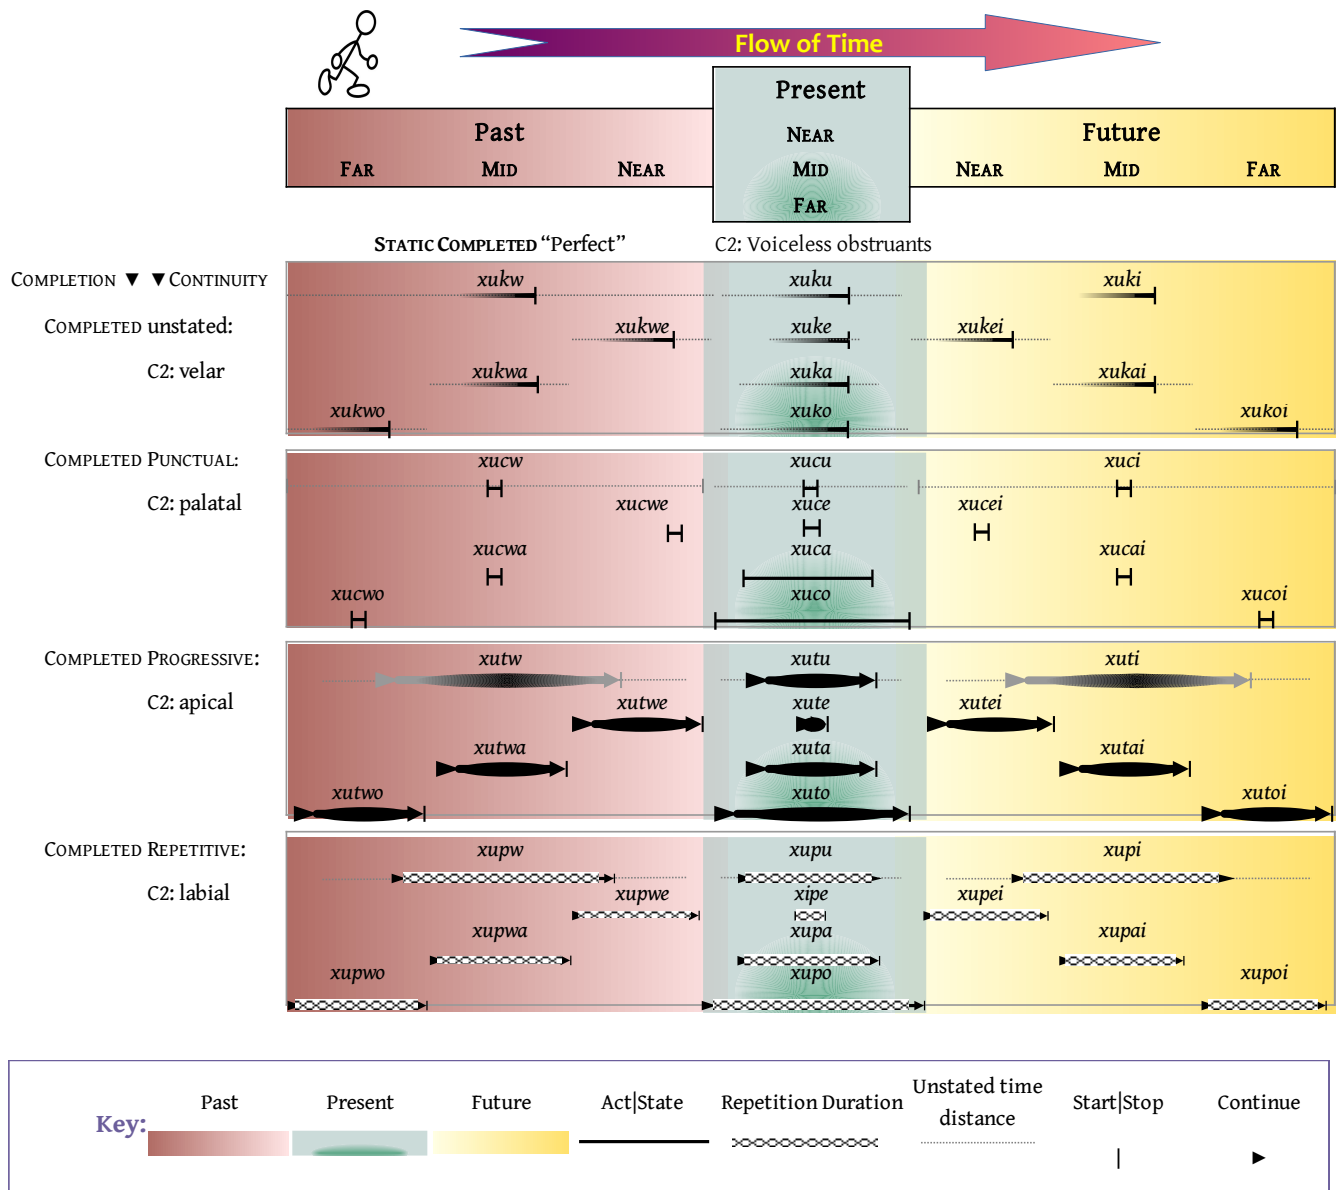 Flow of Time
Present
Past NEAR Future
FAR MID NEAR MID NEAR MID FAR
FAR
STATIC COMPLETED “Perfect” C2: Voiceless obstruants
COMPLETION ▼ ▼CONTINUITY xukw xuku xuki
COMPLETED unstated: xukwe xuke xukei
C2: velar xukwa xuka xukai
xukwo xuko xukoi
COMPLETED PUNCTUAL: xucw xucu xuci
C2: palatal xucwe xuce xucei
xucwa xuca xucai
xucwo xuco xucoi
COMPLETED PROGRESSIVE: xutw xutu xuti
C2: apical xutwe xute xutei
xutwa xuta xutai
xutwo xuto xutoi
COMPLETED REPETITIVE: xupw xupu xupi
C2: labial xupwe xipe xupei
xupwa xupa xupai
xupwo xupo xupoi
Key: Past Present Future Act|State Repetition Duration Unstated time distance Start|Stop Continue